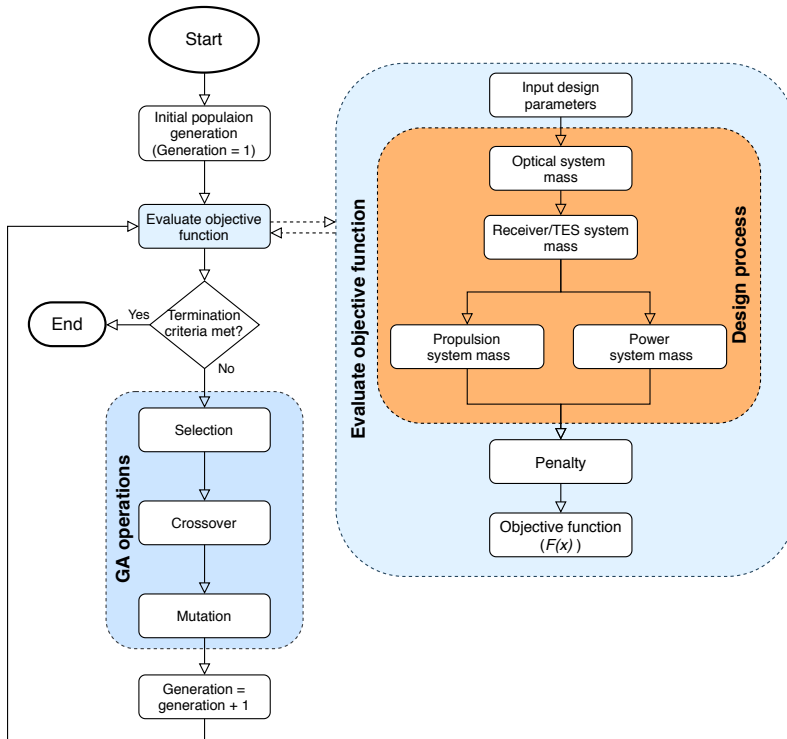 Start
Initial populaion
generation
(Generation = 1)
Evaluate objective
function
Termination
criteria met?
Yes
End
No
GA operations
Selection
Crossover
Mutation
Generation =
generation + 1
Evaluate objective function
Input design
parameters
Design process
Optical system
mass
Receiver/TES system
mass
Propulsion
system mass
Power
system mass
Penalty
Objective function
(F(x) )